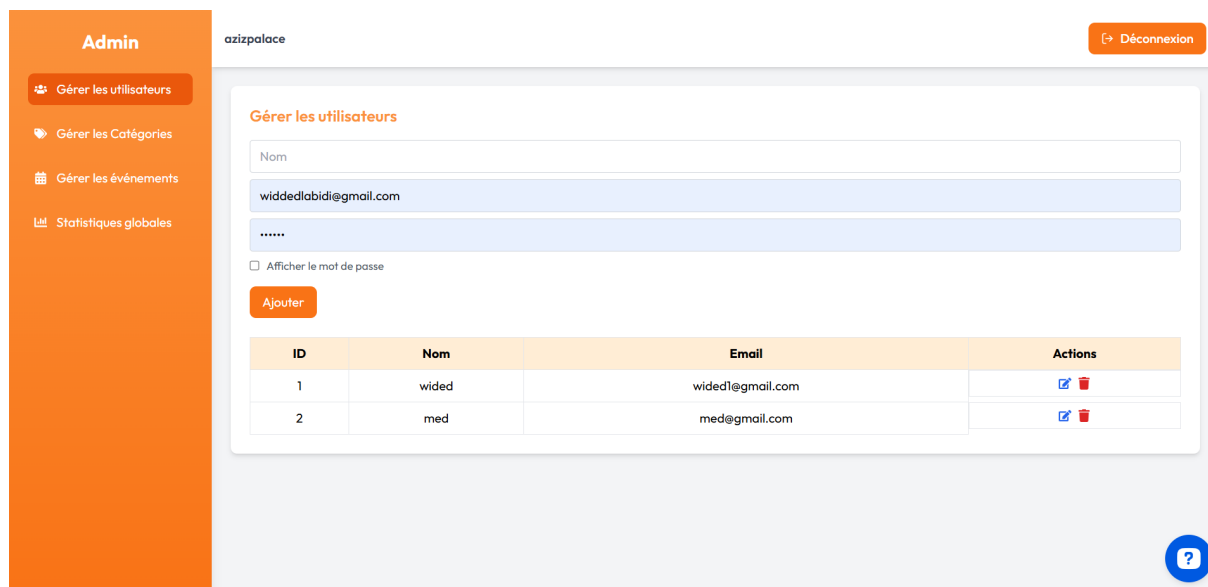 Admin
Gérer les utilisateurs
Gérer les Catégories
Gérer les événements
Statistiques globales
azizpalace
Déconnexion
Gérer les utilisateurs
Nom
widdedlabidi@gmail.com
••••••
Afficher le mot de passe
Ajouter
ID Nom Email Actions
1 wided wided1@gmail.com
2 med med@gmail.com
?